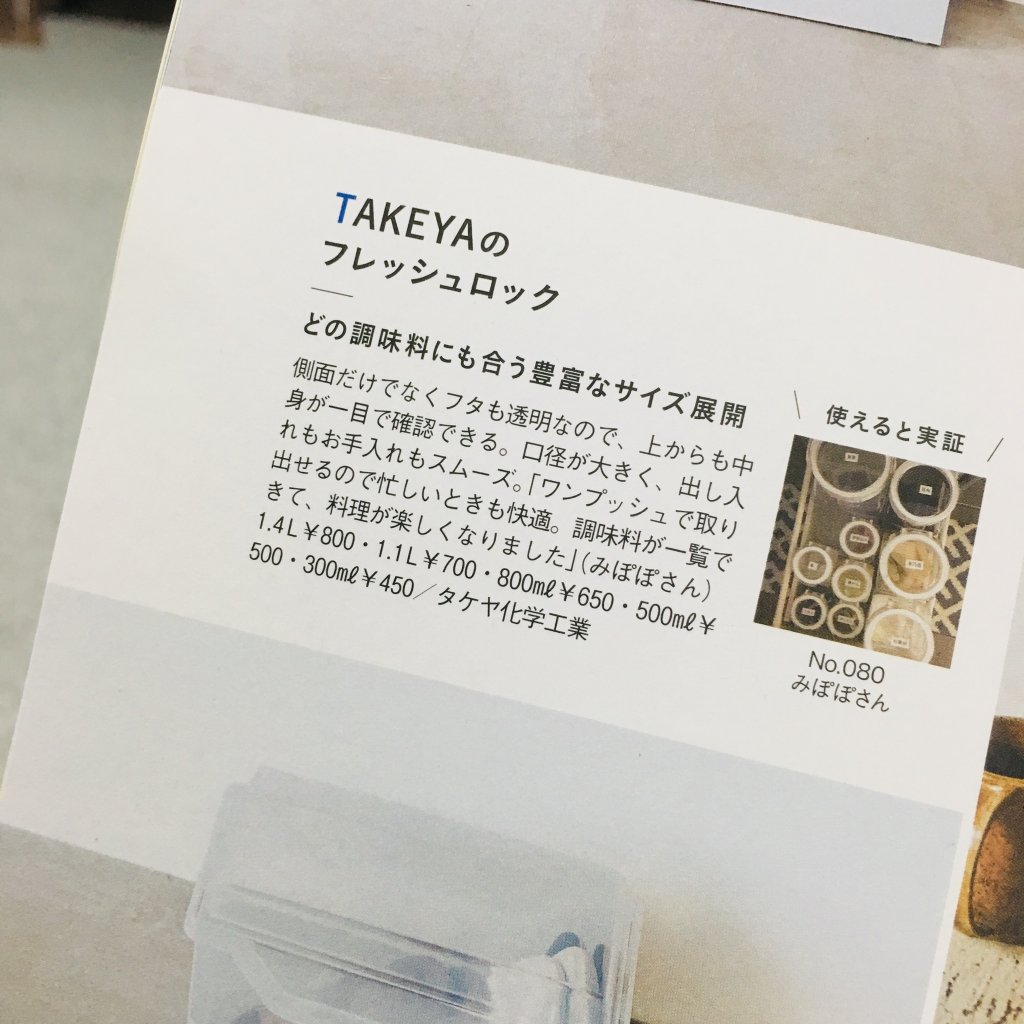 TAKEYAの
フレッシュロック
どの調味料にも合う豊富なサイズ展開
側面だけでなくフタも透明なので、上からも中
身が一目で確認できる。口径が大きく、出し入
れもお手入れもスムーズ。「ワンプッシュで取り
出せるので忙しいときも快適。調味料が一覧で
きて、料理が楽しくなりました」(みぽぽさん)
1.4L¥800・1.1L¥700・800㎖¥650・500㎖¥
500・300㎖¥450／タケヤ化学工業
\ 使えると実証 /
No.080
みぽぽさん